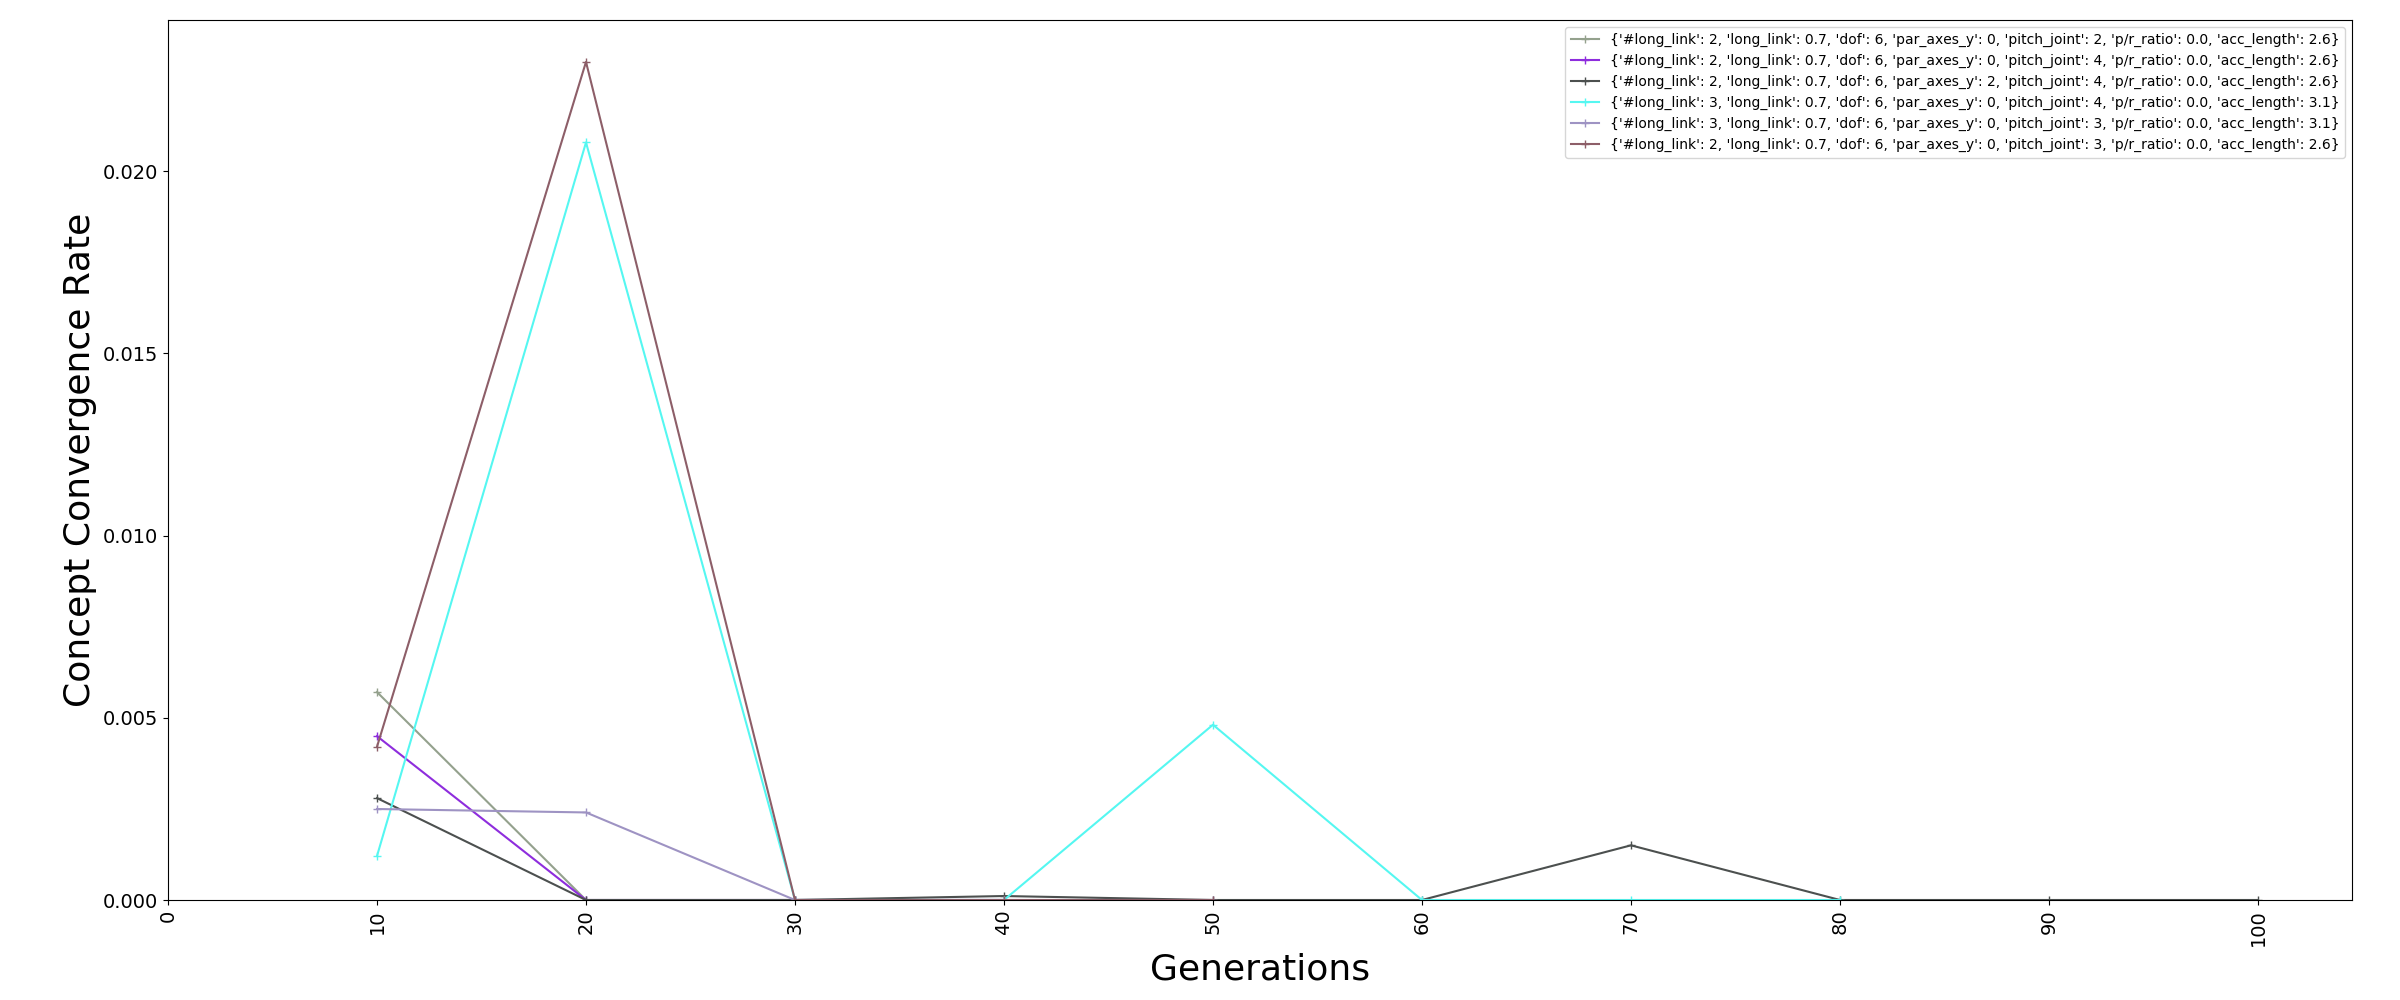 {'#long_link': 2, 'long_link': 0.7, 'dof': 6, 'par_axes_y': 0, 'pitch_joint': 2, 'p/r_ratio': 0.0, 'acc_length': 2.6}
{'#long_link': 2, 'long_link': 0.7, 'dof': 6, 'par_axes_y': 0, 'pitch_joint': 4, 'p/r_ratio': 0.0, 'acc_length': 2.6}
{'#long_link': 2, 'long_link': 0.7, 'dof': 6, 'par_axes_y': 2, 'pitch_joint': 4, 'p/r_ratio': 0.0, 'acc_length': 2.6}
{'#long_link': 3, 'long_link': 0.7, 'dof': 6, 'par_axes_y': 0, 'pitch_joint': 4, 'p/r_ratio': 0.0, 'acc_length': 3.1}
{'#long_link': 3, 'long_link': 0.7, 'dof': 6, 'par_axes_y': 0, 'pitch_joint': 3, 'p/r_ratio': 0.0, 'acc_length': 3.1}
{'#long_link': 2, 'long_link': 0.7, 'dof': 6, 'par_axes_y': 0, 'pitch_joint': 3, 'p/r_ratio': 0.0, 'acc_length': 2.6}
Concept Convergence Rate
0.020
0.015
0.010
0.005
0.000
0 10 20 30 40 50 60 70 80 90 100
Generations